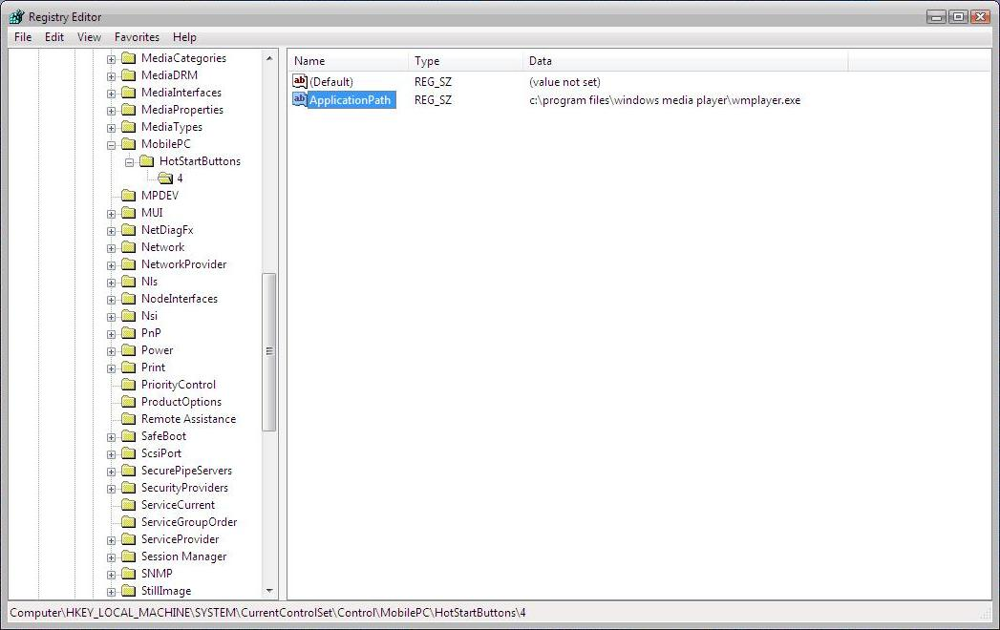 Registry Editor
File Edit View Favorites Help
MediaCategories
MediaDRM
MediaInterfaces
MediaProperties
MediaTypes
MobilePC
HotStartButtons
4
MPDEV
MUI
NetDiagFx
Network
NetworkProvider
Nls
NodeInterfaces
Nsi
PnP
Power
Print
PriorityControl
ProductOptions
Remote Assistance
SafeBoot
ScsiPort
SecurePipeServers
SecurityProviders
ServiceCurrent
ServiceGroupOrder
ServiceProvider
Session Manager
SNMP
StillImage
Name Type Data
ab (Default) REG_SZ (value not set)
ab ApplicationPath REG_SZ c:\program files\windows media player\wmplayer.exe
Computer\HKEY_LOCAL_MACHINE\SYSTEM\CurrentControlSet\Control\MobilePC\HotStartButtons\4